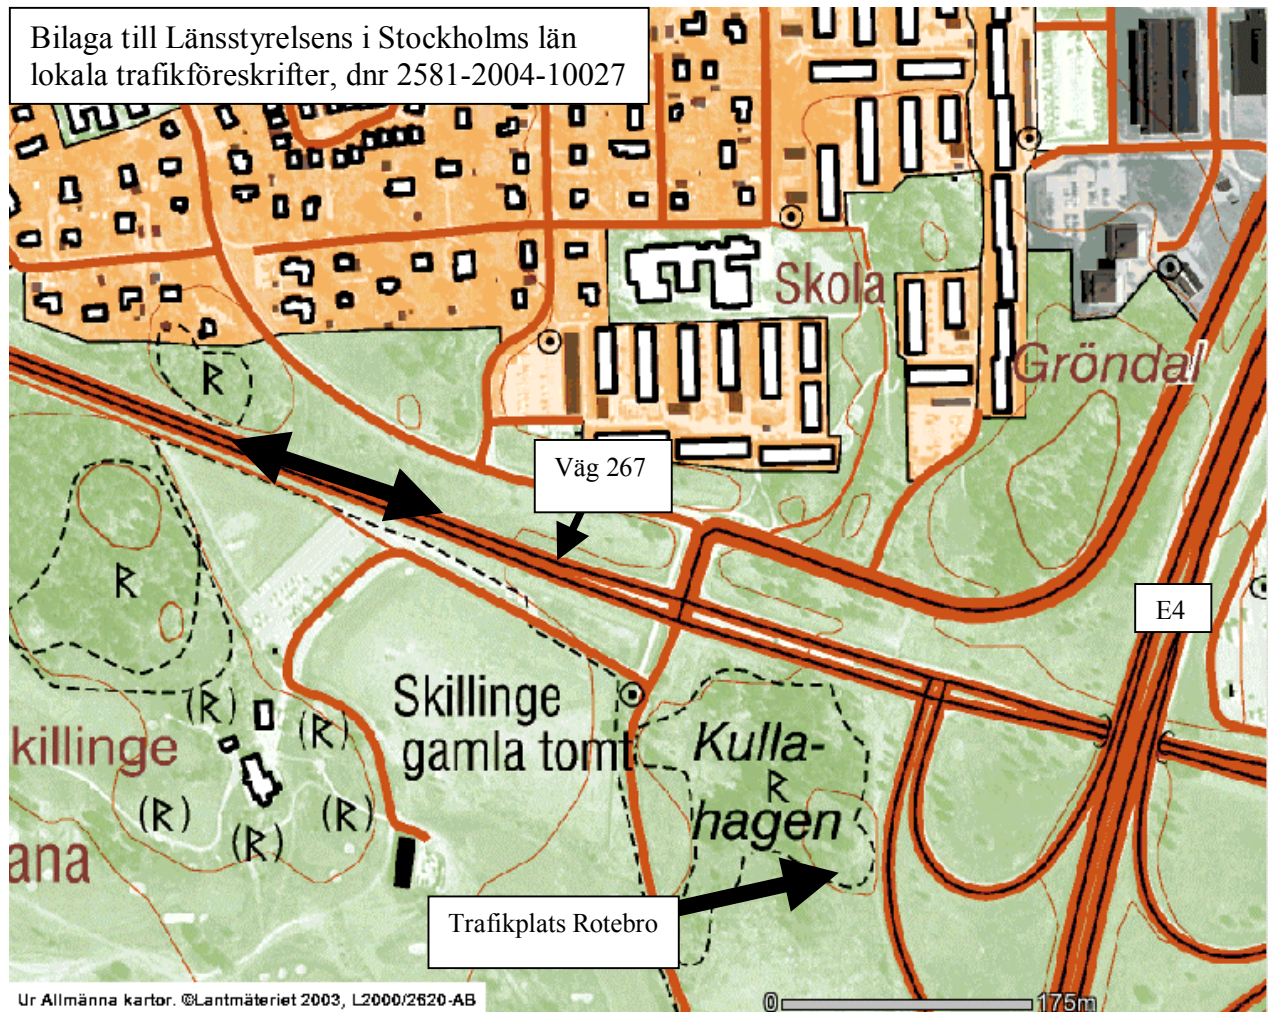 Bilaga till Länsstyrelsens i Stockholms län
lokala trafikföreskrifter, dnr 2581-2004-10027
Skola
Gröndal
R
Väg 267
R
E4
Skillinge
gamla tomt
(R)
(R)
killinge
Kulla-
R
hagen
(R)
(R)
(R)
ana
Trafikplats Rotebro
Ur Allmänna kartor. ©Lantmäteriet 2003, L2000/2620-AB
0 175m